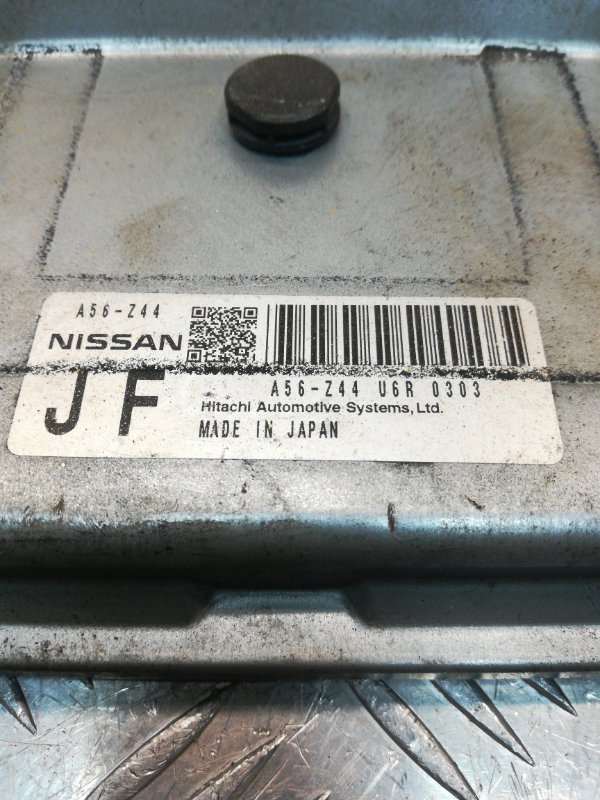 A56-Z44
NISSAN
JF
A56-Z44 U6R 0303
Hitachi Automotive Systems, Ltd.
MADE IN JAPAN